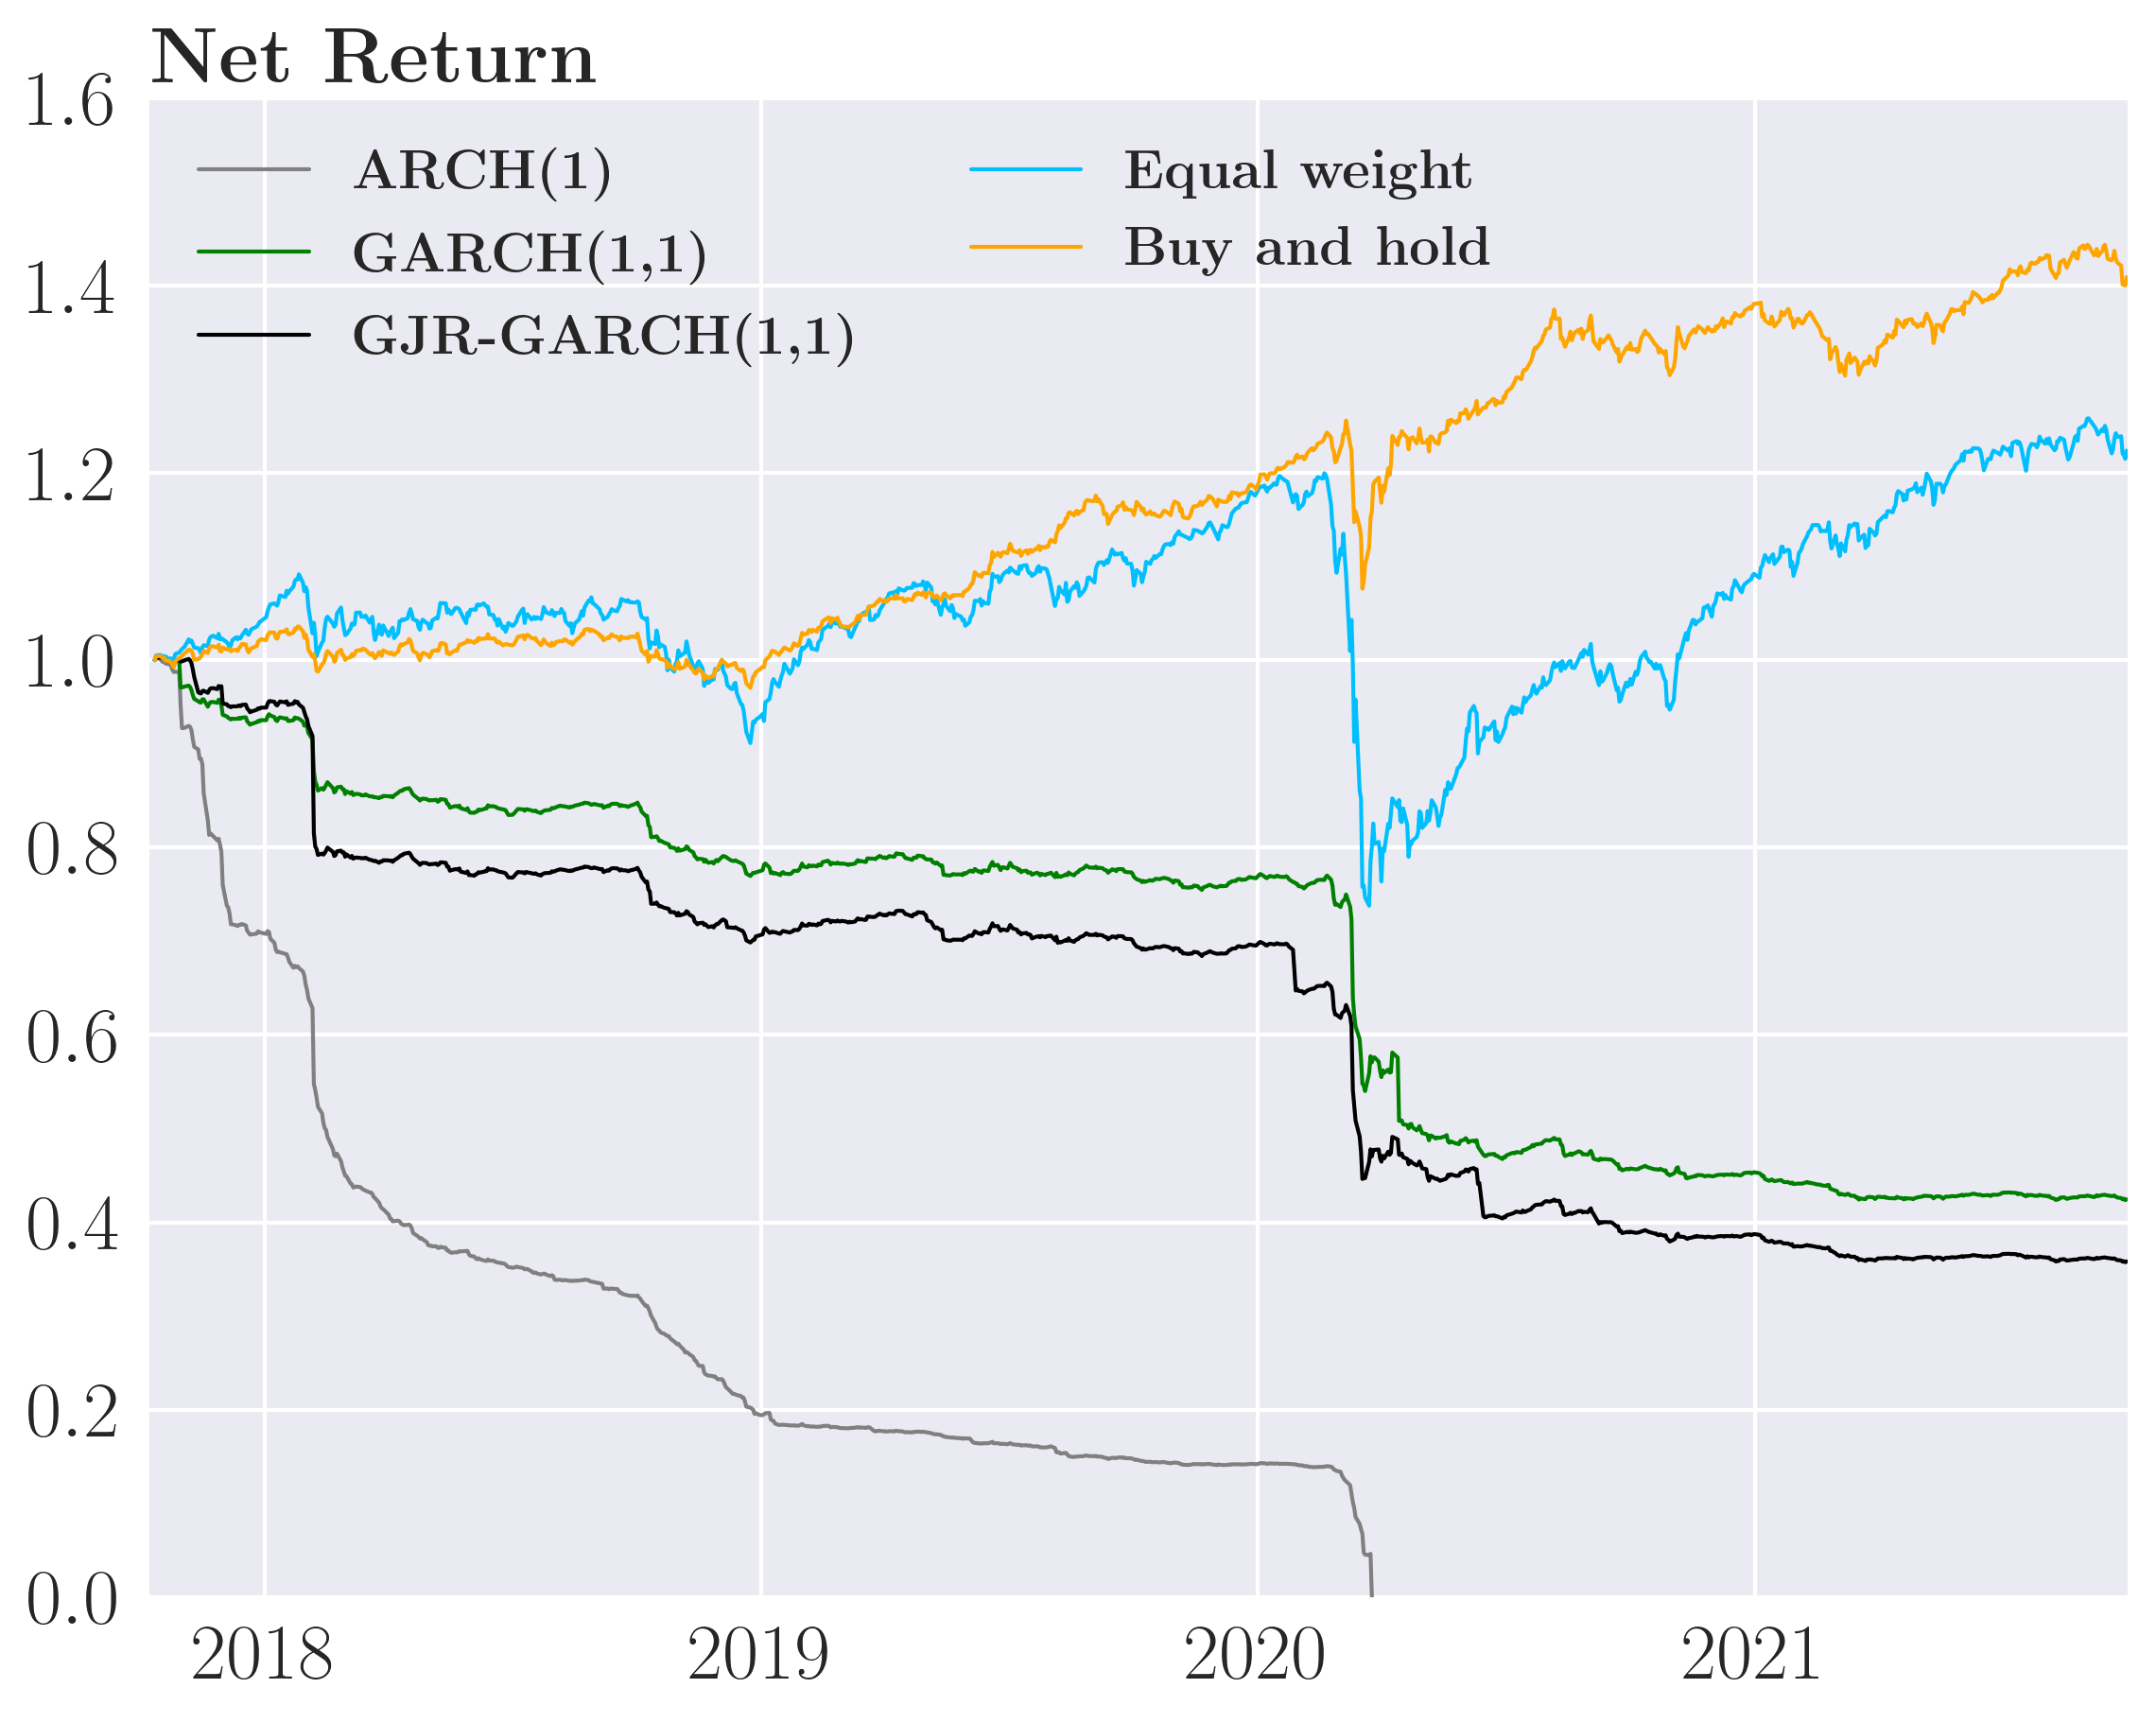 Net Return
1.6
1.4
1.2
1.0
0.8
0.6
0.4
0.2
0.0
ARCH(1)
GARCH(1,1)
GJR-GARCH(1,1)
Equal weight
Buy and hold
2018 2019 2020 2021